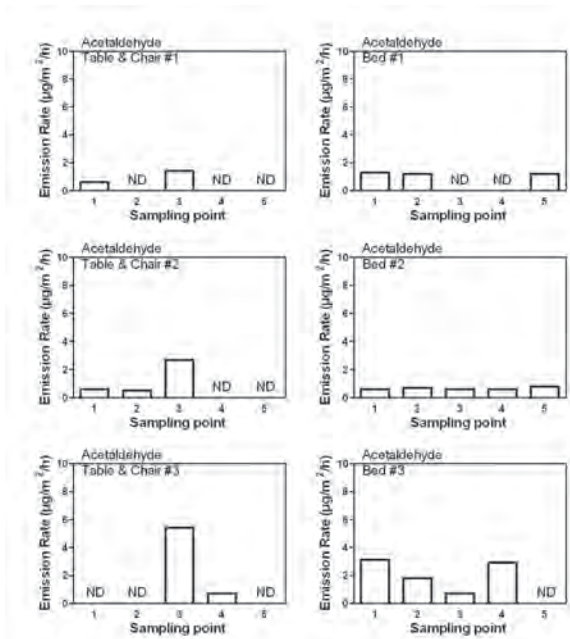 Acetaldehyde
Table & Chair #1
Emission Rate (µg/m²/h)
10
8
6
4
2
0
ND ND ND
1 2 3 4 5
Sampling point
Acetaldehyde
Bed #1
Emission Rate (µg/m²/h)
10
8
6
4
2
0
ND ND
1 2 3 4 5
Sampling point
Acetaldehyde
Table & Chair #2
Emission Rate (µg/m²/h)
10
8
6
4
2
0
ND ND
1 2 3 4 5
Sampling point
Acetaldehyde
Bed #2
Emission Rate (µg/m²/h)
10
8
6
4
2
0
1 2 3 4 5
Sampling point
Acetaldehyde
Table & Chair #3
Emission Rate (µg/m²/h)
10
8
6
4
2
0
ND ND ND
1 2 3 4 5
Sampling point
Acetaldehyde
Bed #3
Emission Rate (µg/m²/h)
10
8
6
4
2
0
ND
1 2 3 4 5
Sampling point